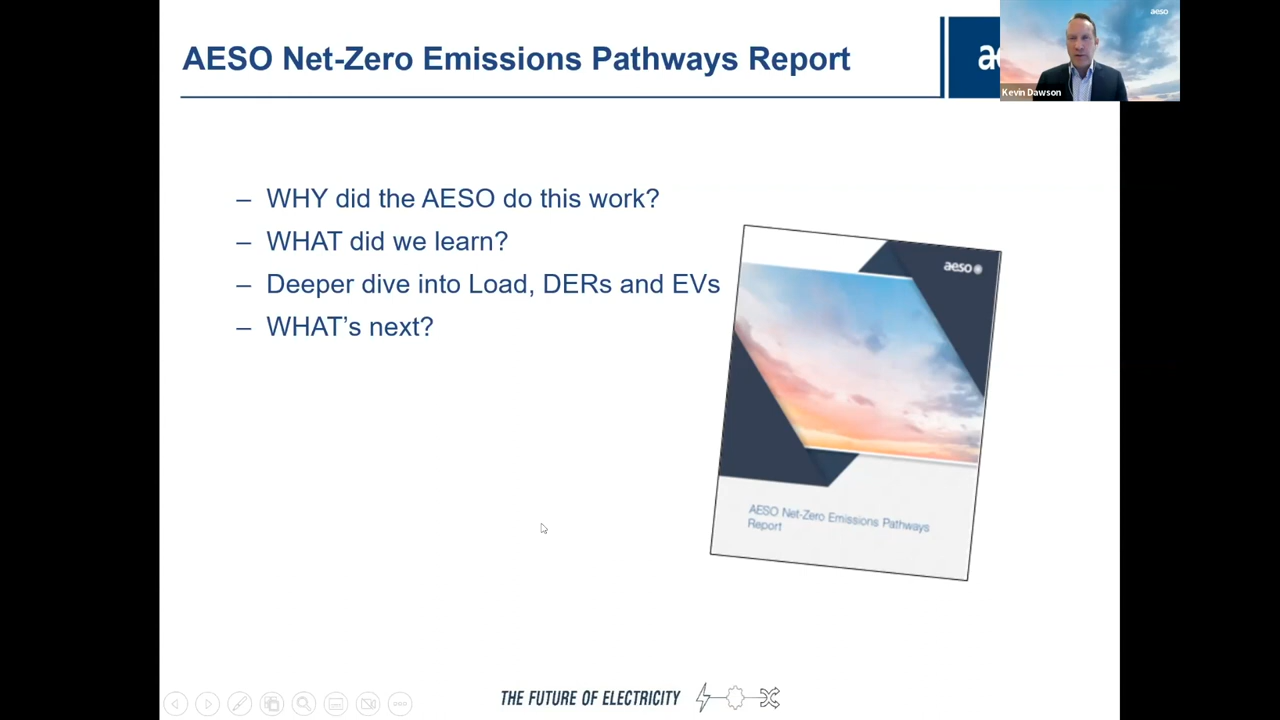 AESO Net-Zero Emissions Pathways Report
aeso
Kevin Dawson
– WHY did the AESO do this work?
– WHAT did we learn?
– Deeper dive into Load, DERs and EVs
– WHAT’s next?
aeso
AESO Net-Zero Emissions Pathways
Report
THE FUTURE OF ELECTRICITY